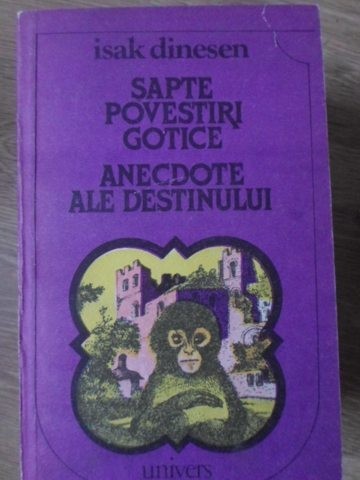 isak dinesen
SAPTE
POVESTIRI
GOTICE
ANECDOTE
ALE DESTINULUI
univers